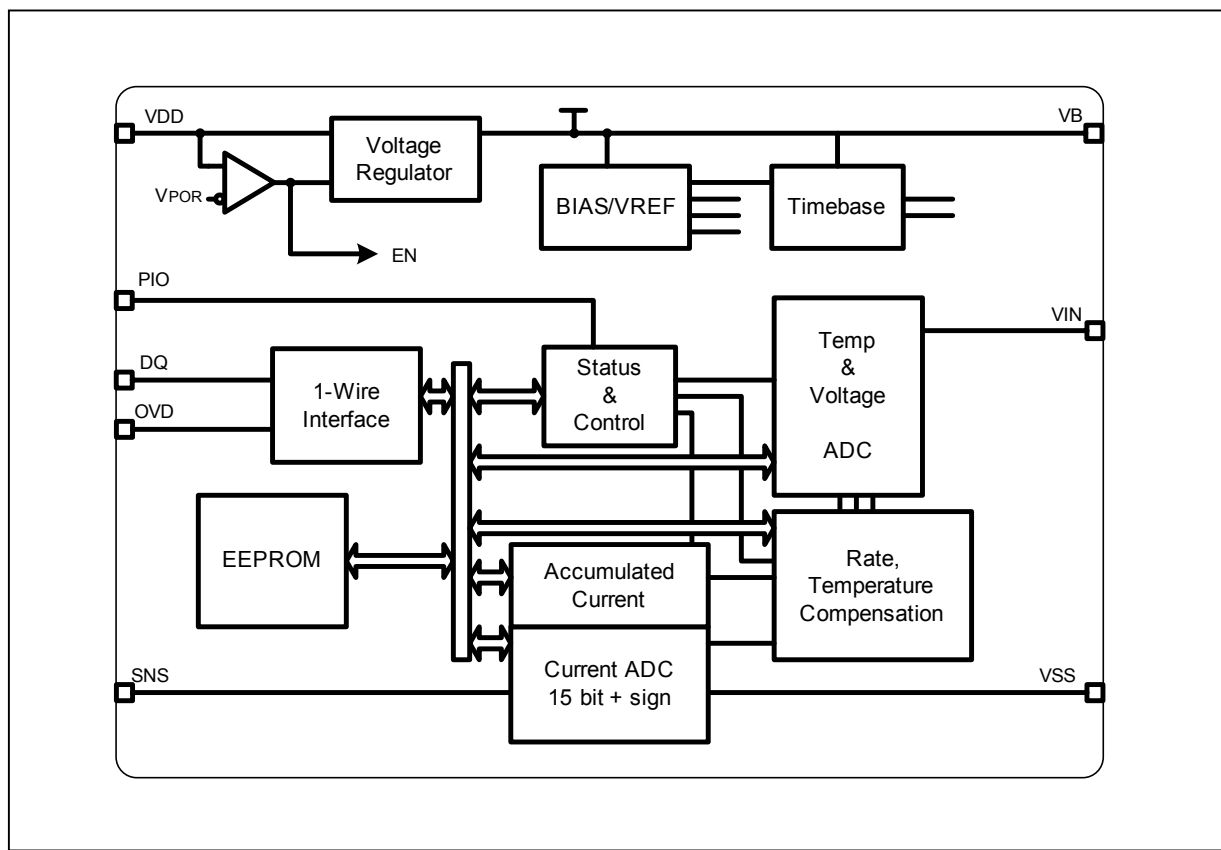 VDD
Voltage
Regulator
VB
VPOR
BIAS/VREF
Timebase
EN
PIO
VIN
Temp
&
Voltage
ADC
DQ
1-Wire
Interface
Status
&
Control
OVD
EEPROM
Accumulated
Current
Rate,
Temperature
Compensation
SNS
Current ADC
15 bit + sign
VSS